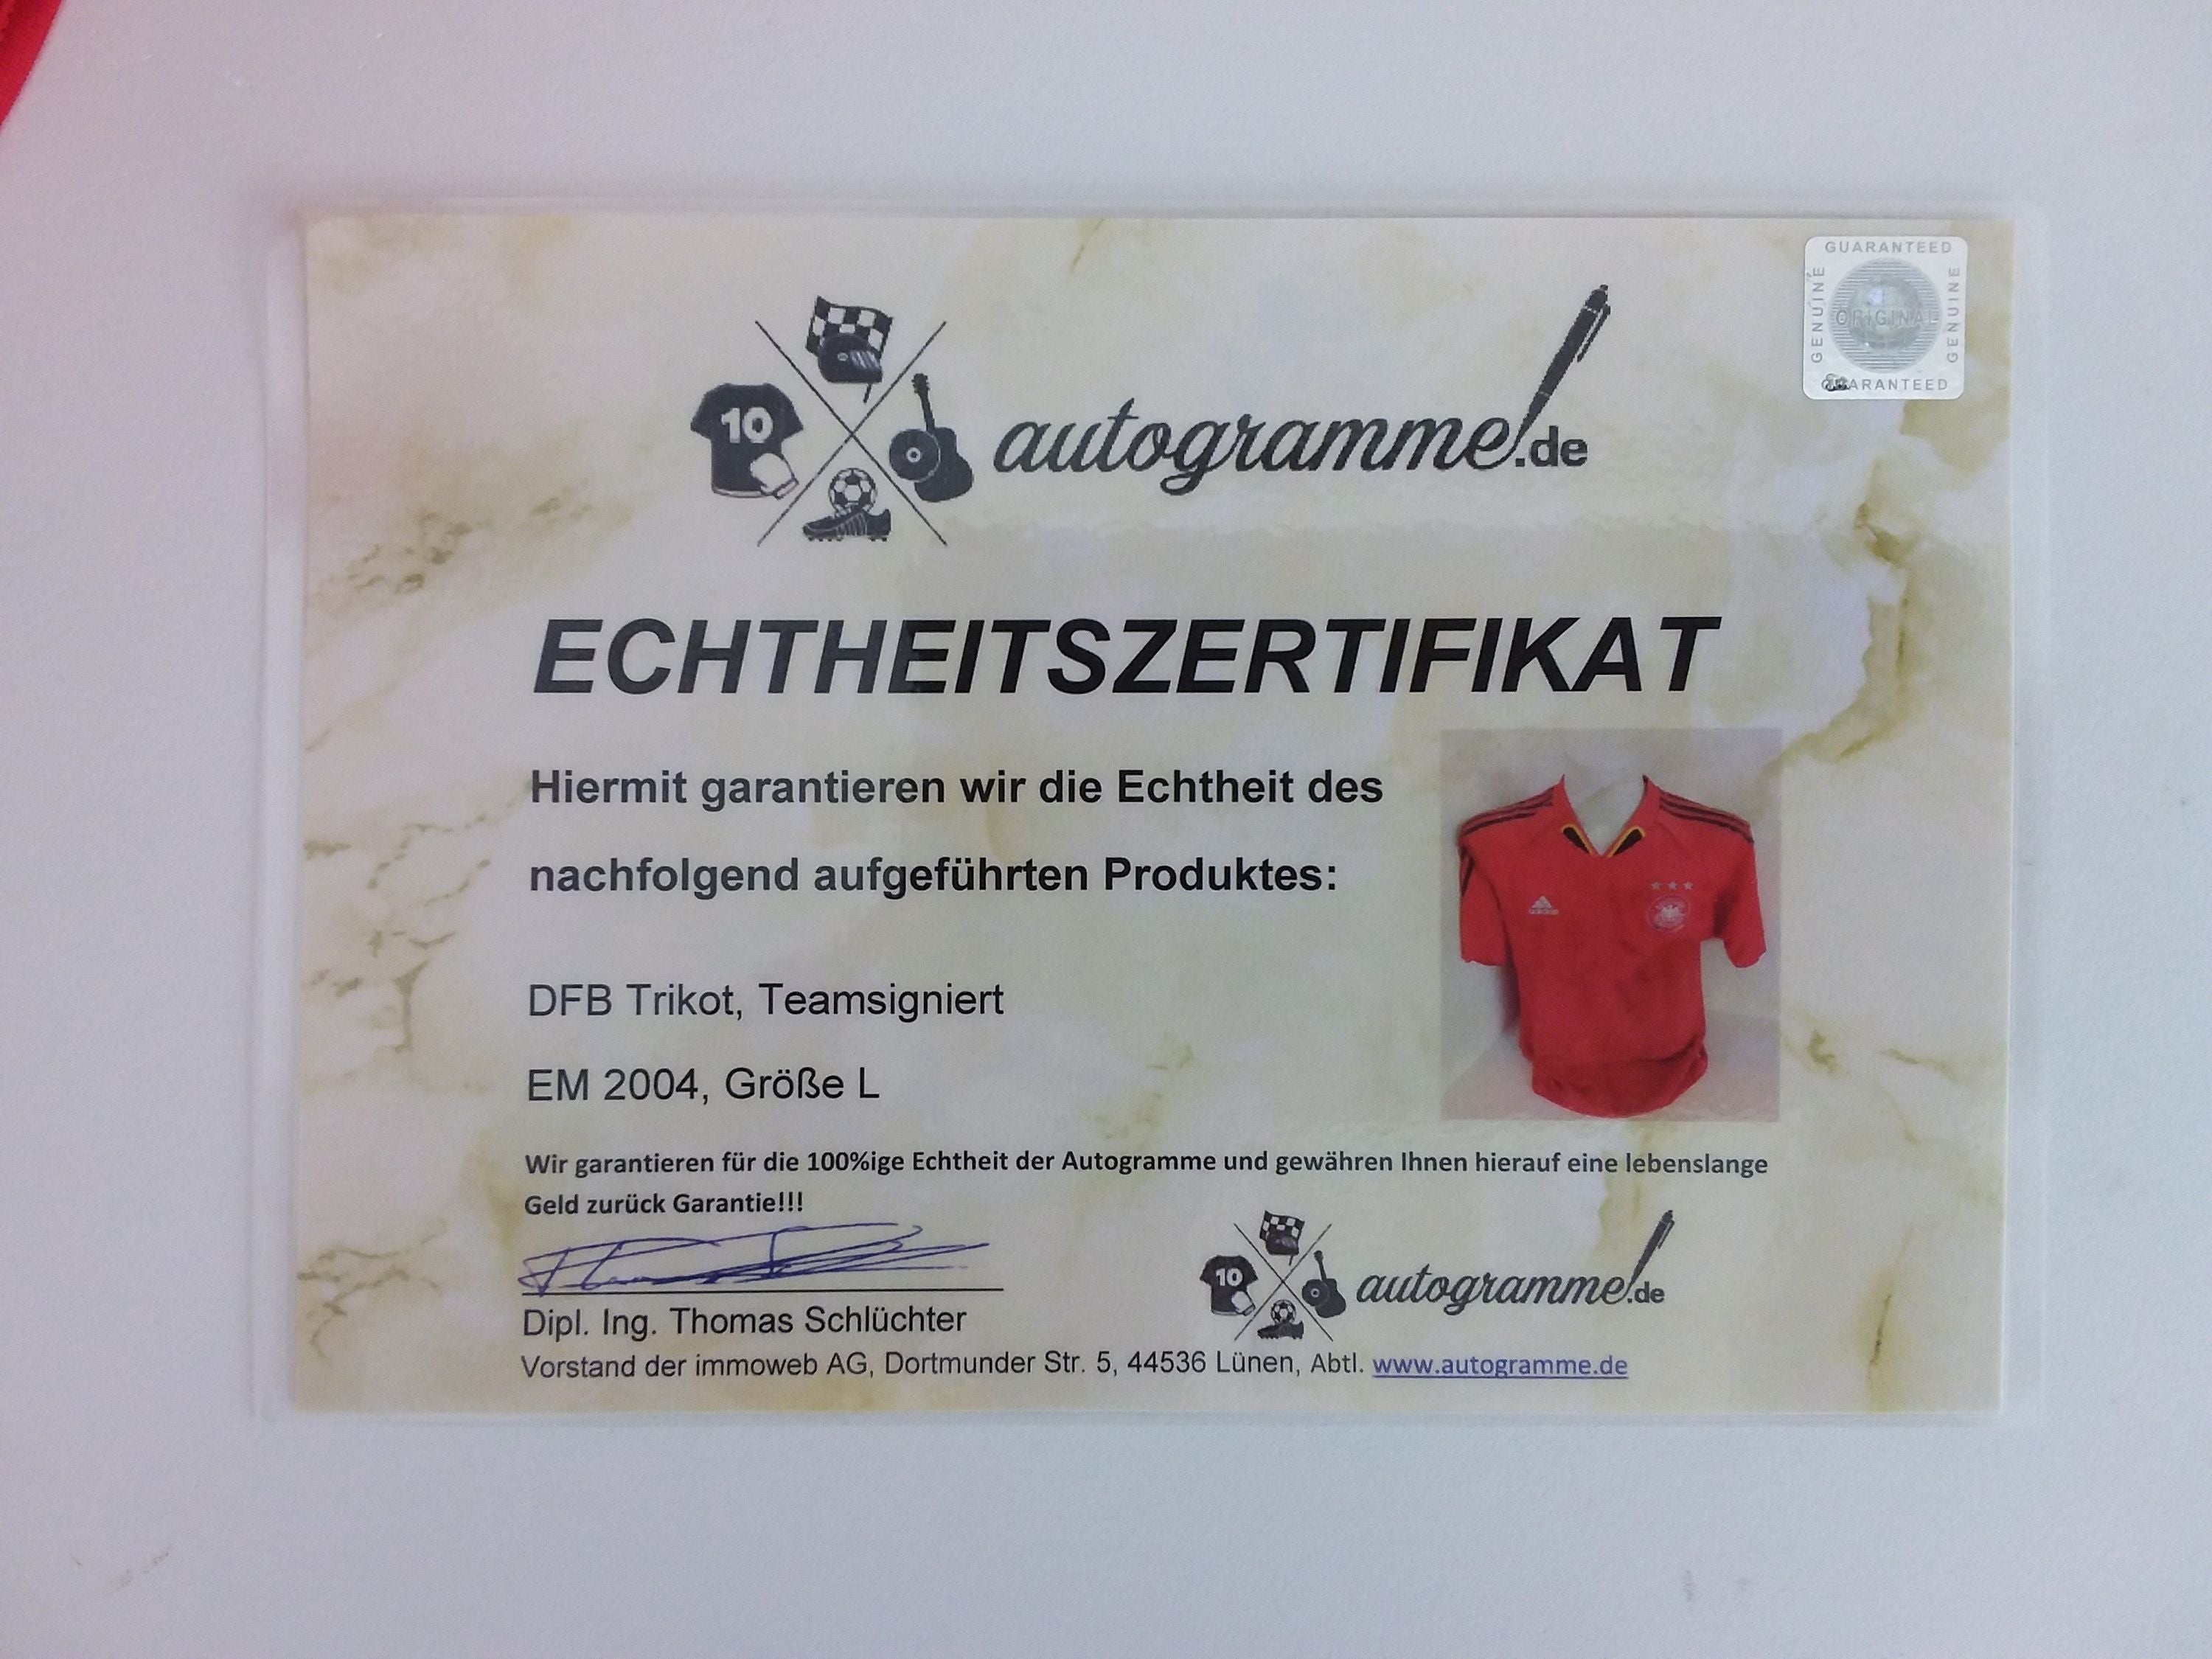 GUARANTEED
GENUINE
ORIGINAL
GENUINE
GUARANTEED
10
autogramme.de
ECHTHEITSZERTIFIKAT
Hiermit garantieren wir die Echtheit des
nachfolgend aufgeführten Produktes:
DFB Trikot, Teamsigniert
EM 2004, Größe L
Wir garantieren für die 100%ige Echtheit der Autogramme und gewähren Ihnen hierauf eine lebenslange
Geld zurück Garantie!!!
10
autogramme.de
Dipl. Ing. Thomas Schlüchter
Vorstand der immoweb AG, Dortmunder Str. 5, 44536 Lünen, Abtl. www.autogramme.de